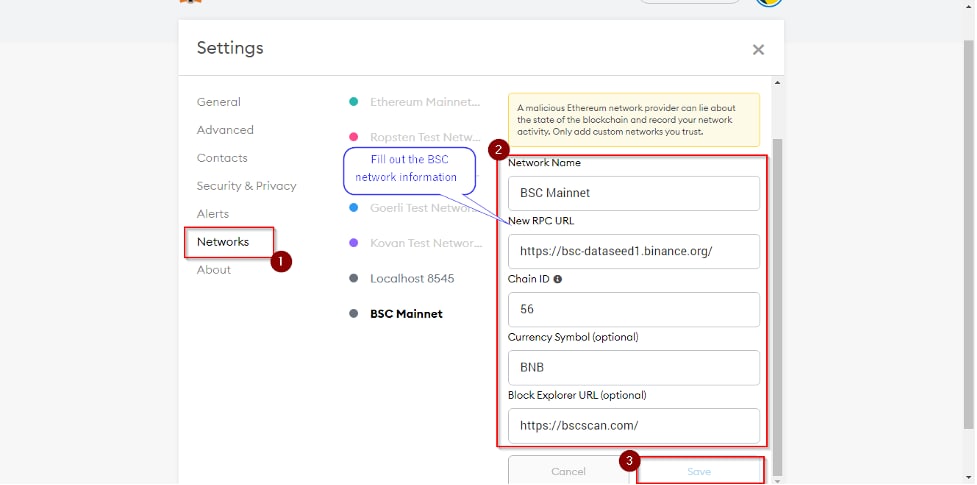 Settings
General
Advanced
Contacts
Security & Privacy
Alerts
Networks
1
About
Ethereum Mainnet...
Ropsten Test Netw...
Fill out the BSC
network information
Goerli Test Network
Kovan Test Networ...
Localhost 8545
BSC Mainnet
A malicious Ethereum network provider can lie about
the state of the blockchain and record your network
activity. Only add custom networks you trust.
2
Network Name
BSC Mainnet
New RPC URL
https://bsc-dataseed1.binance.org/
Chain ID
56
Currency Symbol (optional)
BNB
Block Explorer URL (optional)
https://bscscan.com/
3
Cancel
Save